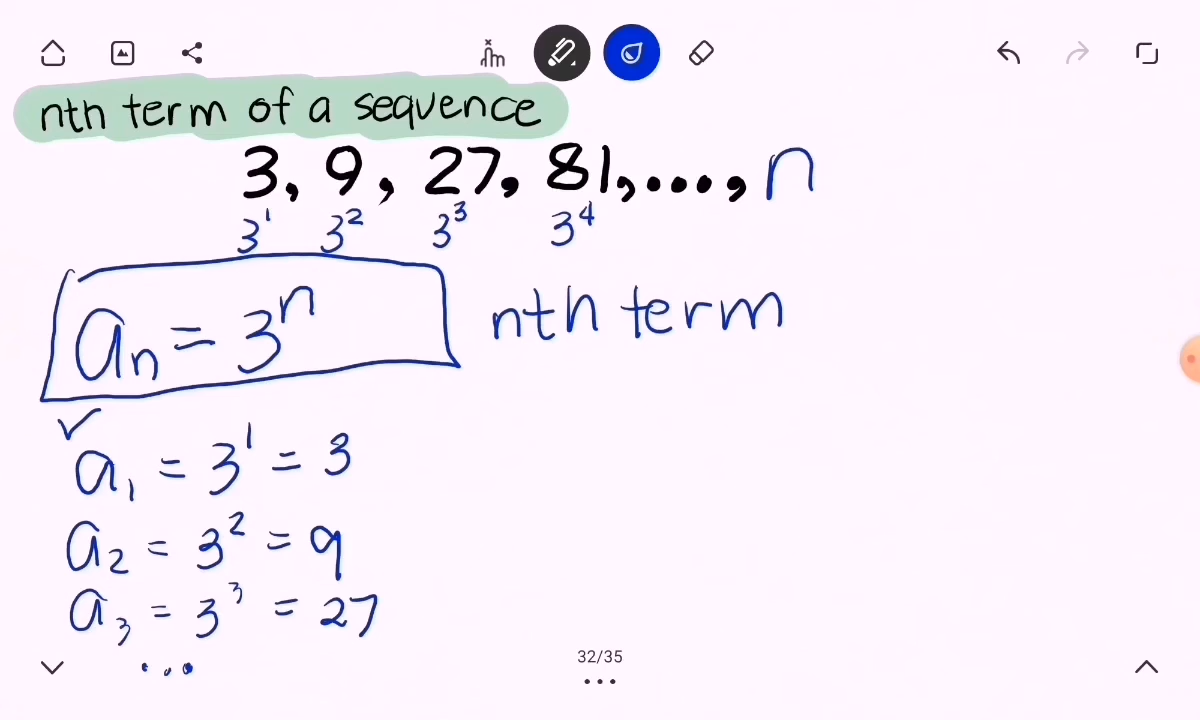 nth term of a sequence
3, 9, 27, 81,..., n
3¹ 3² 3³ 3⁴
aₙ = 3ⁿ nth term
✓
a₁ = 3¹ = 3
a₂ = 3² = 9
a₃ = 3³ = 27
...
32/35